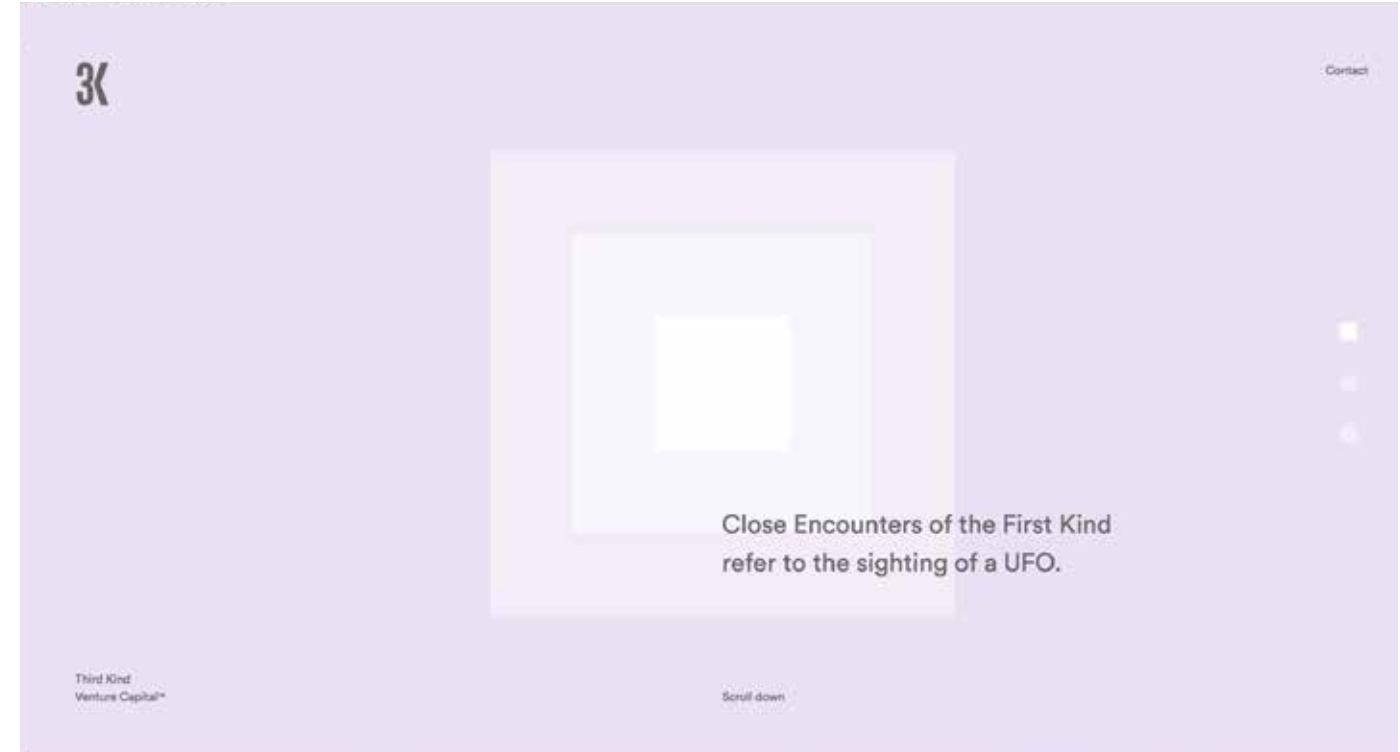 3K
Contact
Close Encounters of the First Kind
refer to the sighting of a UFO.
Third Kind
Venture Capital™
Scroll down